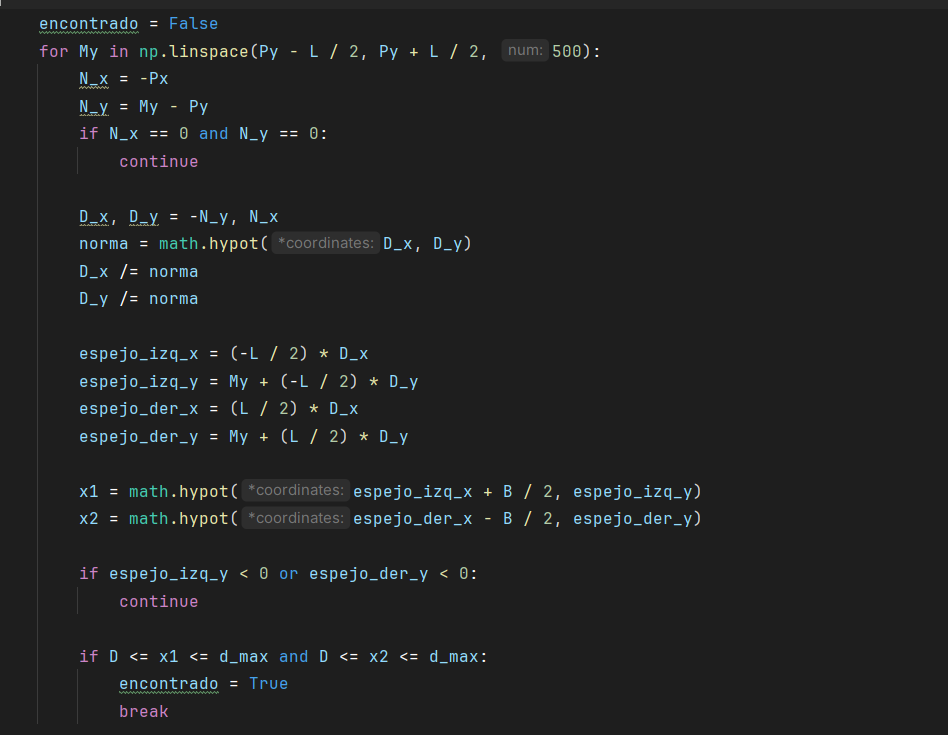 encontrado = False
for My in np.linspace(Py - L / 2, Py + L / 2, num: 500):
    N_x = -Px
    N_y = My - Py
    if N_x == 0 and N_y == 0:
        continue

    D_x, D_y = -N_y, N_x
    norma = math.hypot(*coordinates: D_x, D_y)
    D_x /= norma
    D_y /= norma

    espejo_izq_x = (-L / 2) * D_x
    espejo_izq_y = My + (-L / 2) * D_y
    espejo_der_x = (L / 2) * D_x
    espejo_der_y = My + (L / 2) * D_y

    x1 = math.hypot(*coordinates: espejo_izq_x + B / 2, espejo_izq_y)
    x2 = math.hypot(*coordinates: espejo_der_x - B / 2, espejo_der_y)

    if espejo_izq_y < 0 or espejo_der_y < 0:
        continue

    if D <= x1 <= d_max and D <= x2 <= d_max:
        encontrado = True
        break